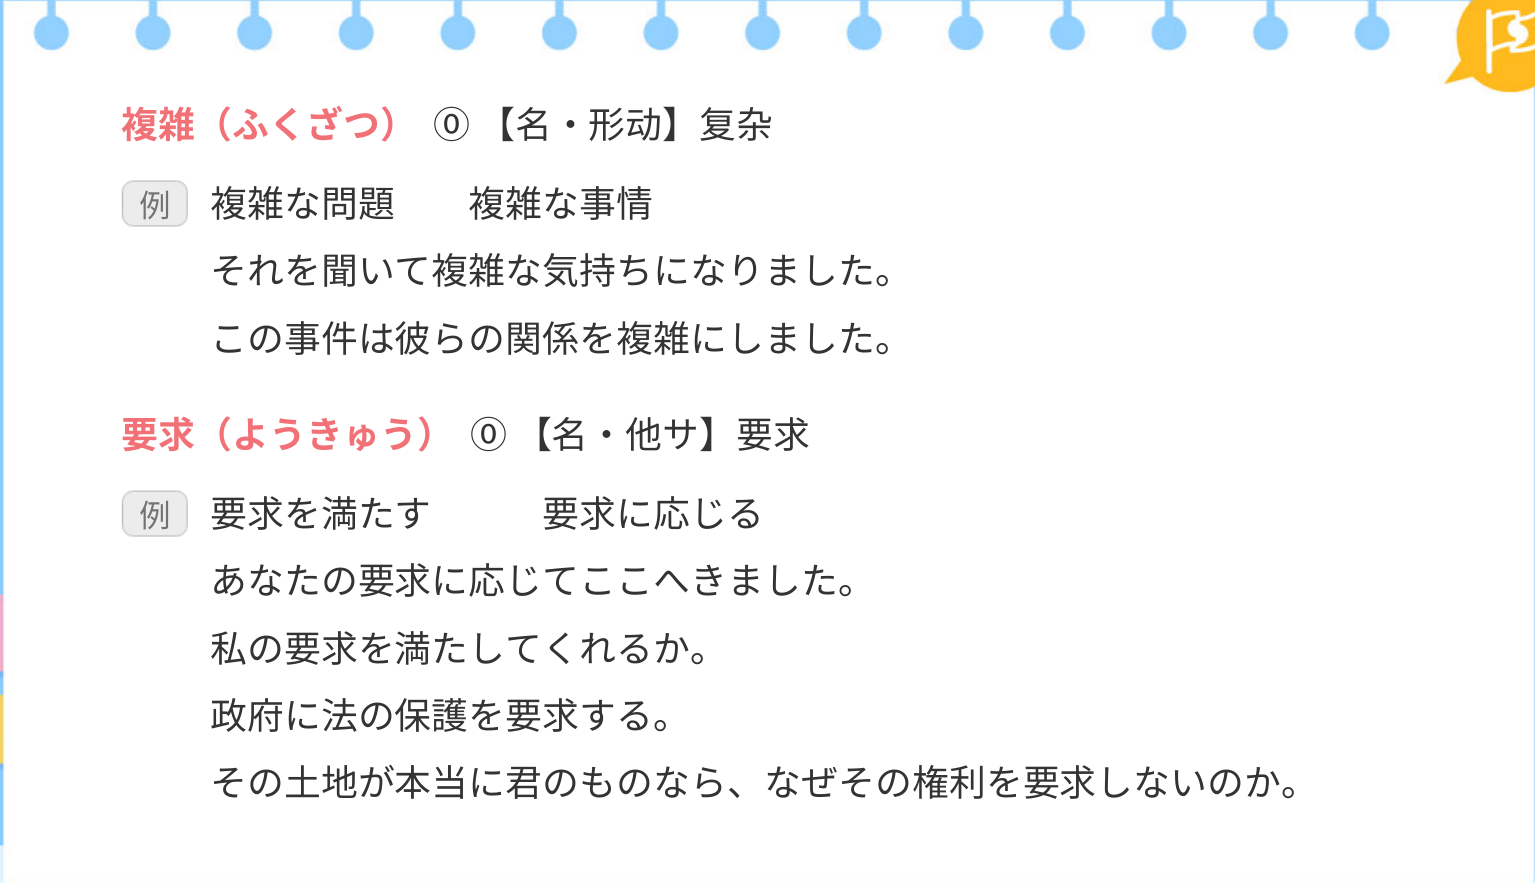 複雑（ふくざつ） ⓪ 【名・形动】复杂
例 複雑な問題　　複雑な事情
それを聞いて複雑な気持ちになりました。
この事件は彼らの関係を複雑にしました。
要求（ようきゅう） ⓪ 【名・他サ】要求
例 要求を満たす　　　要求に応じる
あなたの要求に応じてここへきました。
私の要求を満たしてくれるか。
政府に法の保護を要求する。
その土地が本当に君のものなら、なぜその権利を要求しないのか。